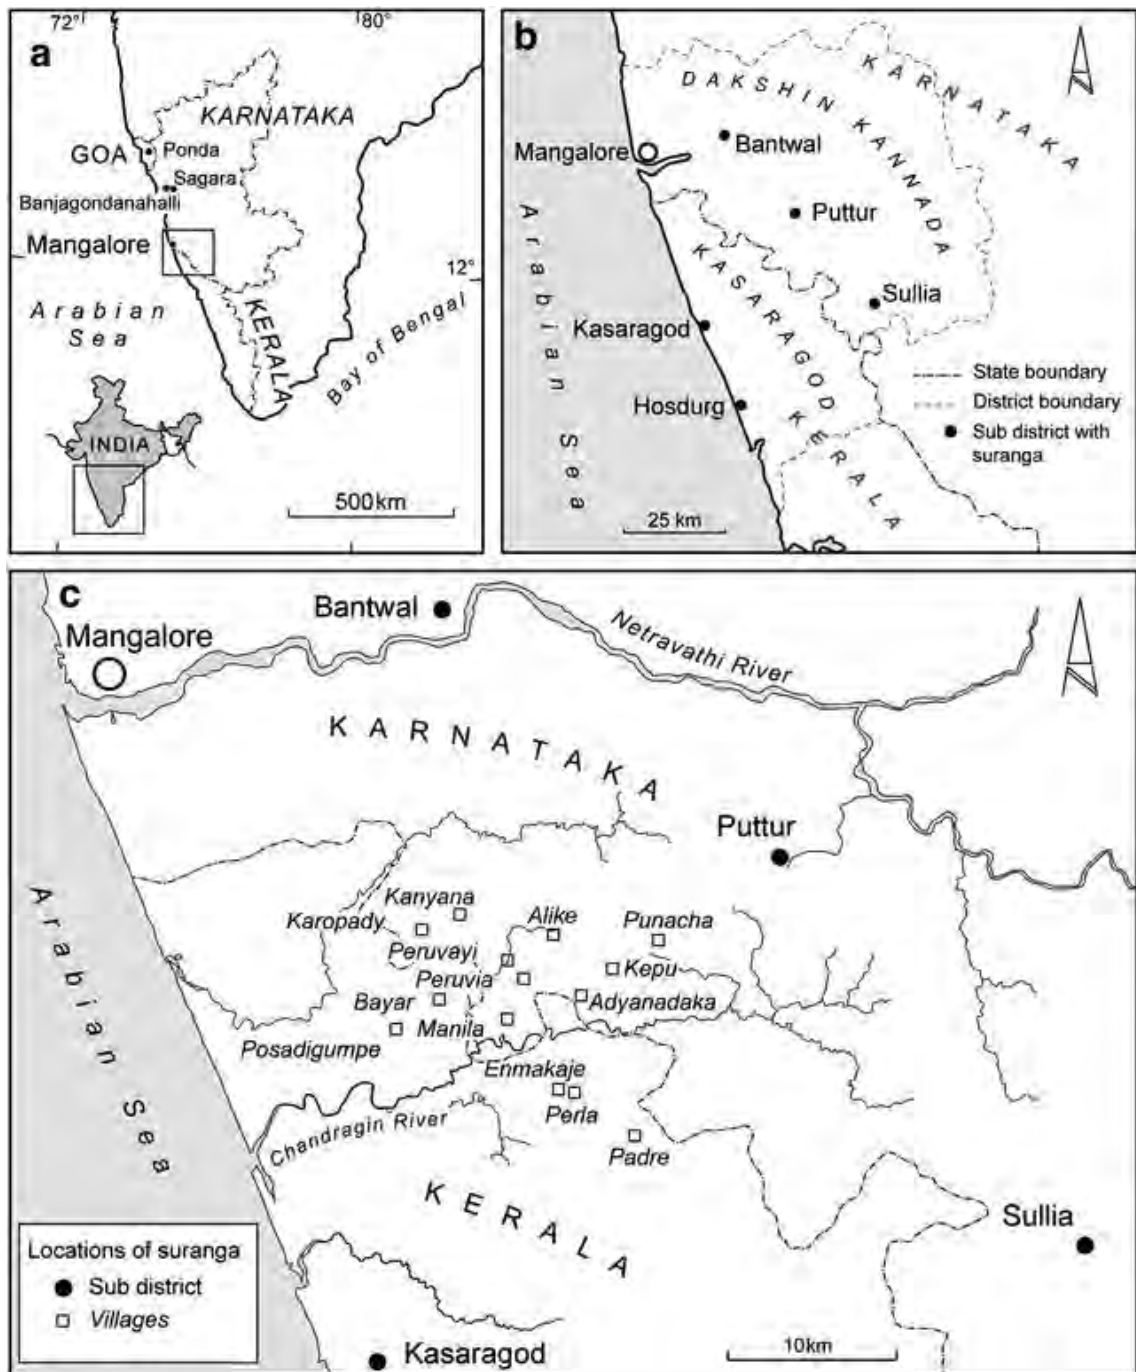 72°
80°
a
KARNATAKA
GOA
Ponda
Sagara
Banjagondanahalli
Mangalore
12°
Arabian
Sea
KERALA
Bay of Bengal
INDIA
500km
b
KARNATAKA
DAKSHIN KANNADA
Mangalore
Bantwal
Puttur
Arabian Sea
KASARAGOD
Sullia
Kasaragod
Hosdurg
KERALA
State boundary
District boundary
Sub district with
suranga
25 km
c
Bantwal
Mangalore
Netravathi River
KARNATAKA
Puttur
Arabian Sea
Kanyana
Karopady
Alike
Punacha
Peruvayi
Kepu
Peruvia
Bayar
Adyanadaka
Manila
Posadigumpe
Enmakaje
Perla
Chandragin River
Padre
KERALA
Sullia
Locations of suranga
Sub district
Villages
10km
Kasaragod